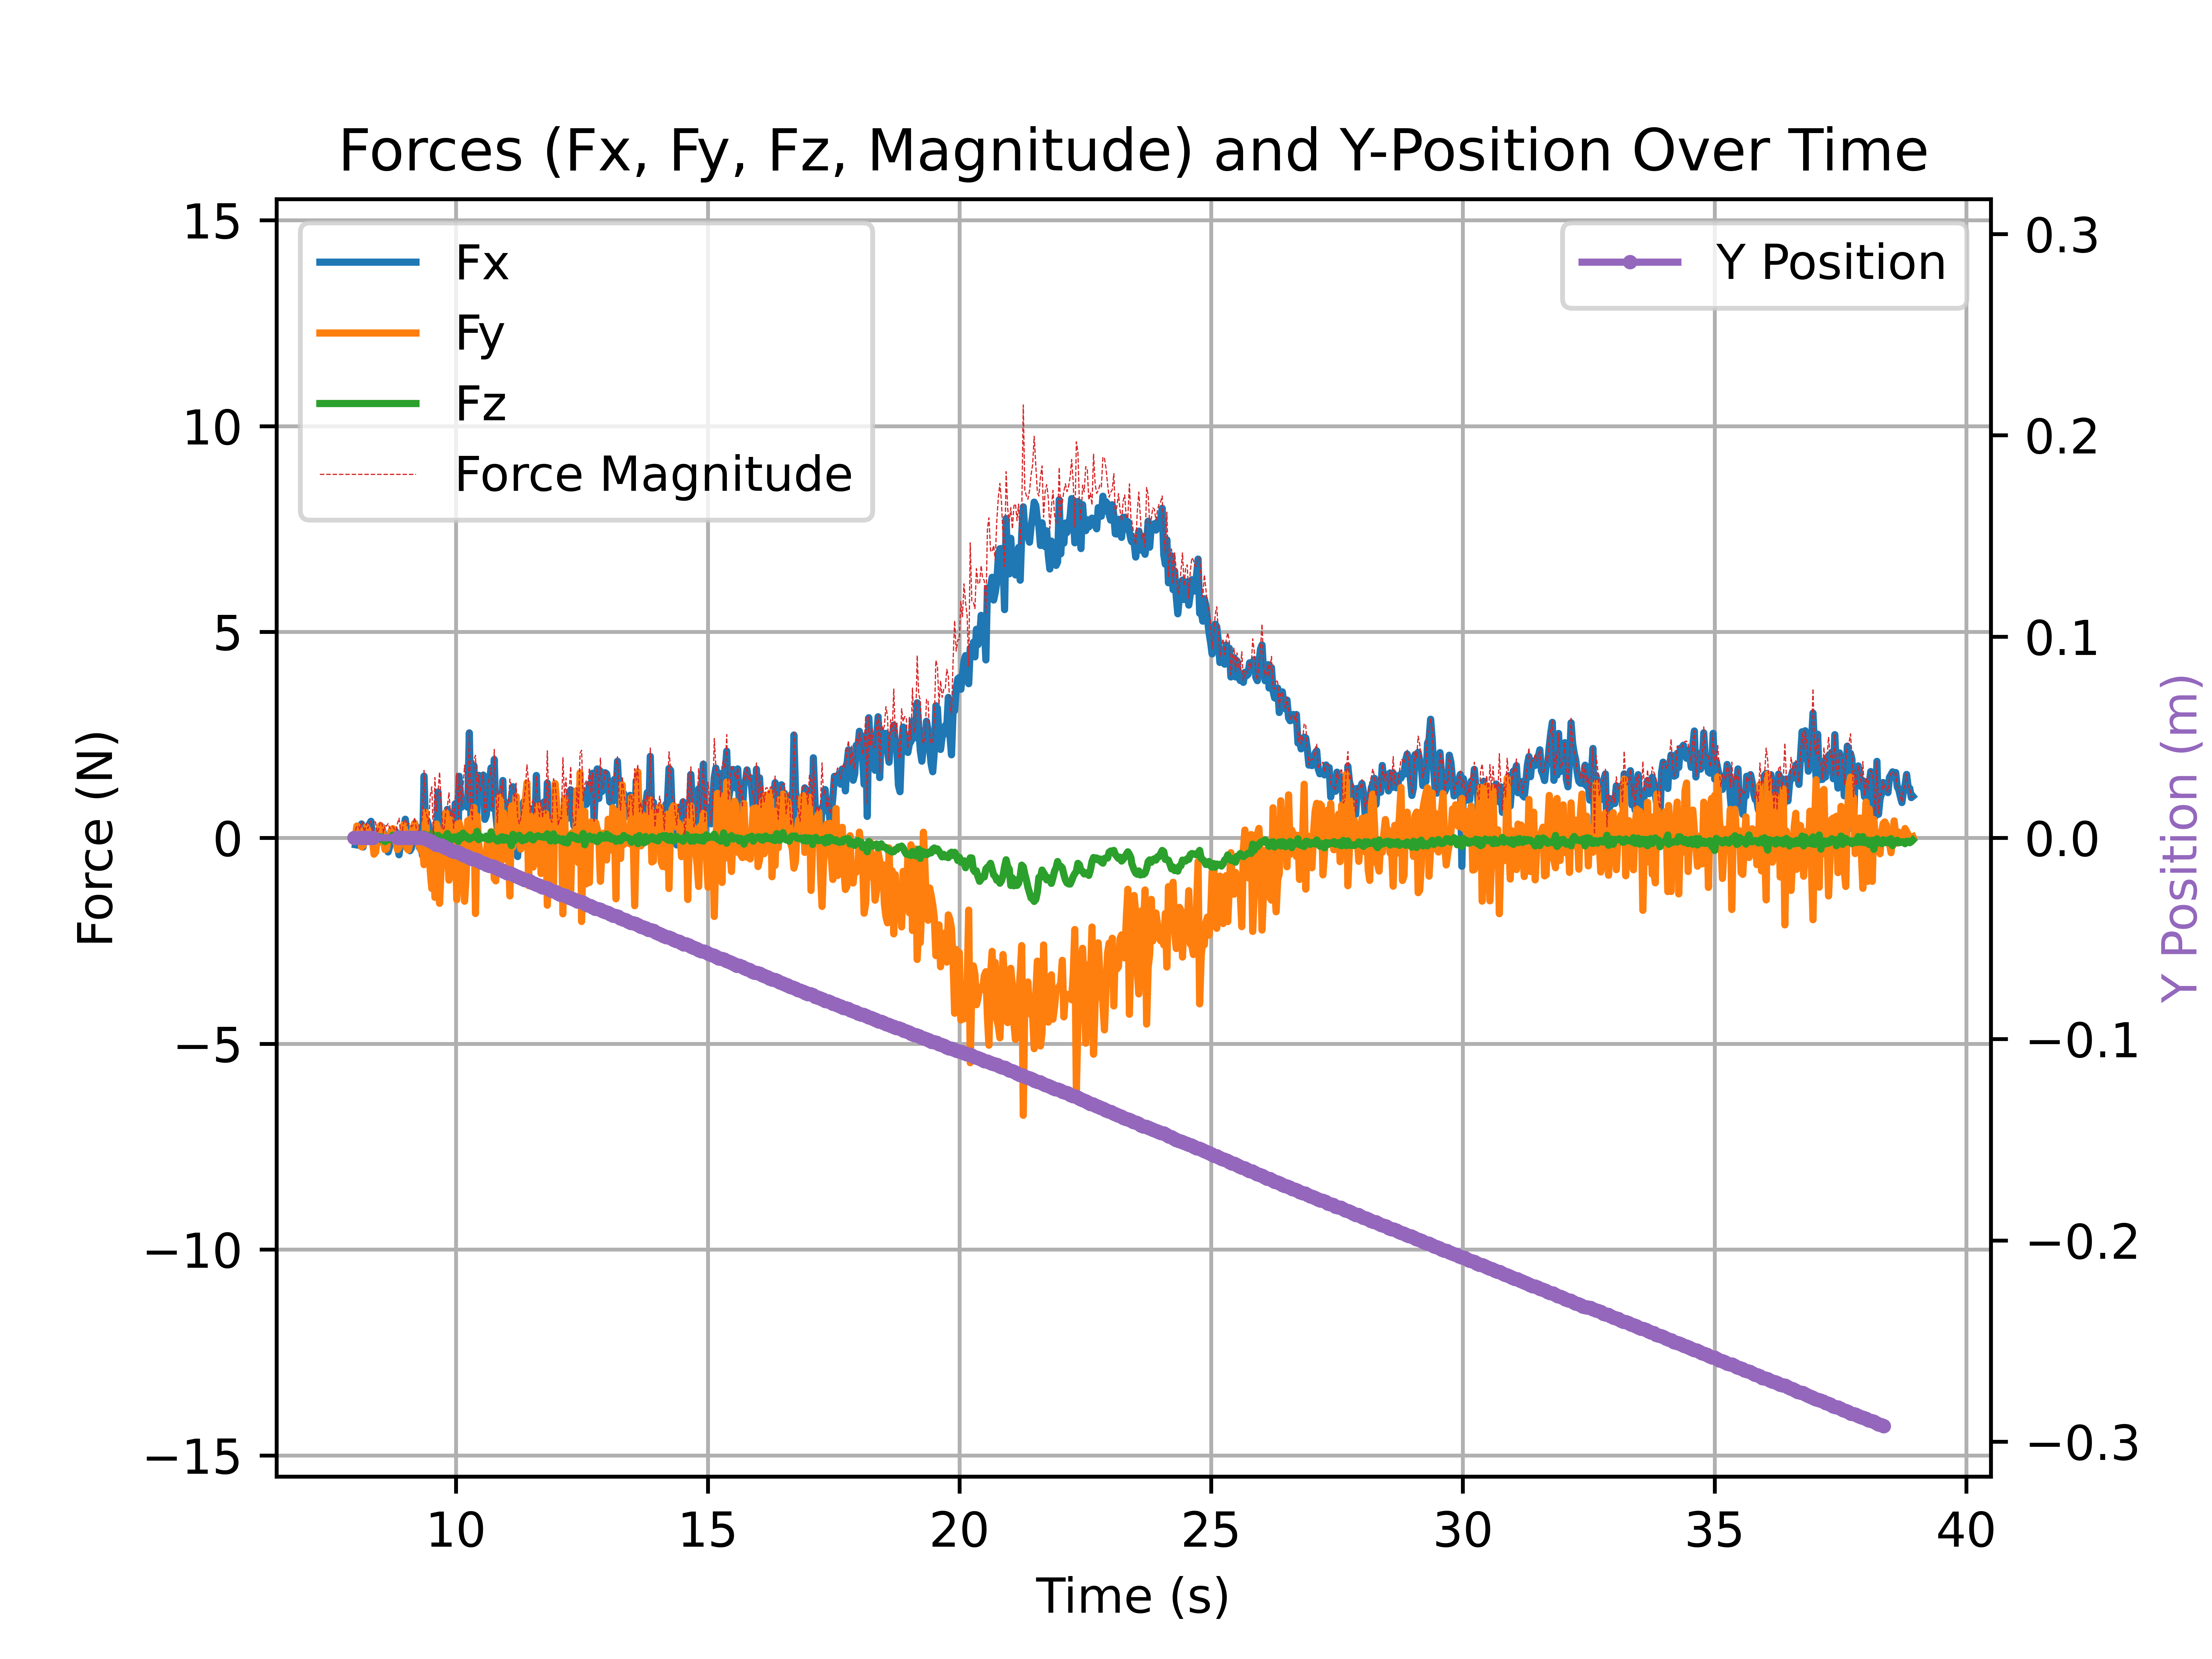 Forces (Fx, Fy, Fz, Magnitude) and Y-Position Over Time
Fx
Fy
Fz
Force Magnitude
Y Position
15
10
5
0
−5
−10
−15
Force (N)
0.3
0.2
0.1
0.0
−0.1
−0.2
−0.3
Y Position (m)
10 15 20 25 30 35 40
Time (s)